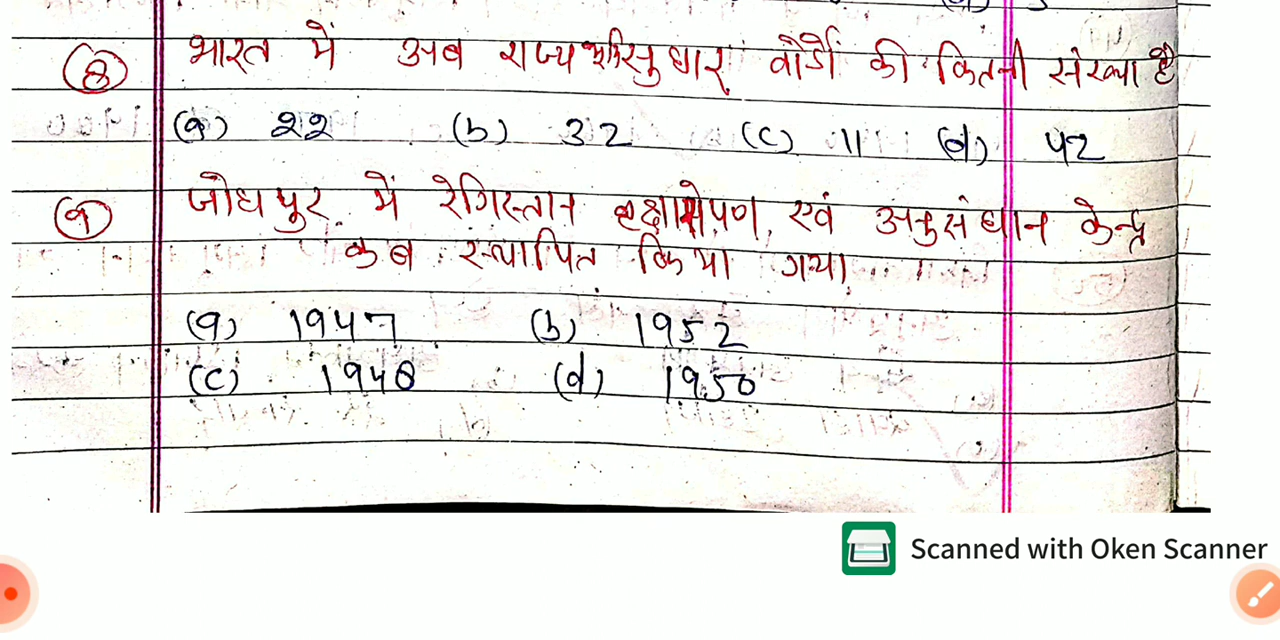 (8) भारत में अब राज्य भूमिसुधार वोर्डो की कितनी संख्या है
(a) 22 (b) 32 (c) 11 (d) 42
(9) जोधपुर में रेगिस्तान वृक्षारोपण एवं अनुसंधान केन्द्र
कब स्थापित किया गया
(a) 1947 (b) 1952
(c) 1948 (d) 1950
Scanned with Oken Scanner